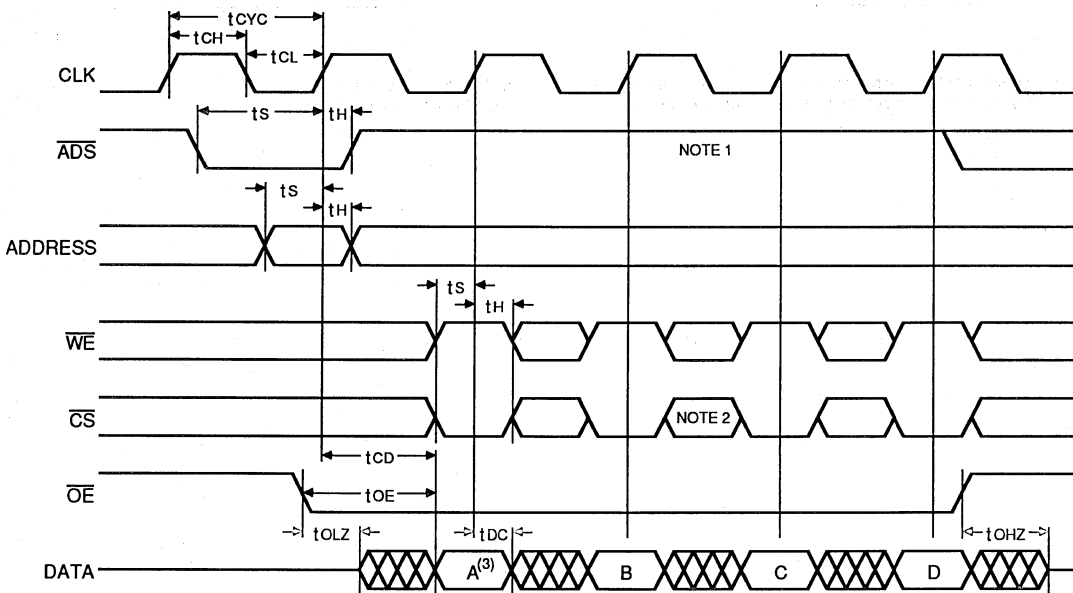 tCYC
tCH
tCL
CLK
tS
tH
ADS
NOTE 1
tS
tH
ADDRESS
tS
tH
WE
CS
NOTE 2
tCD
OE
tOE
tOLZ
tDC
tOHZ
DATA
A(3)
B
C
D